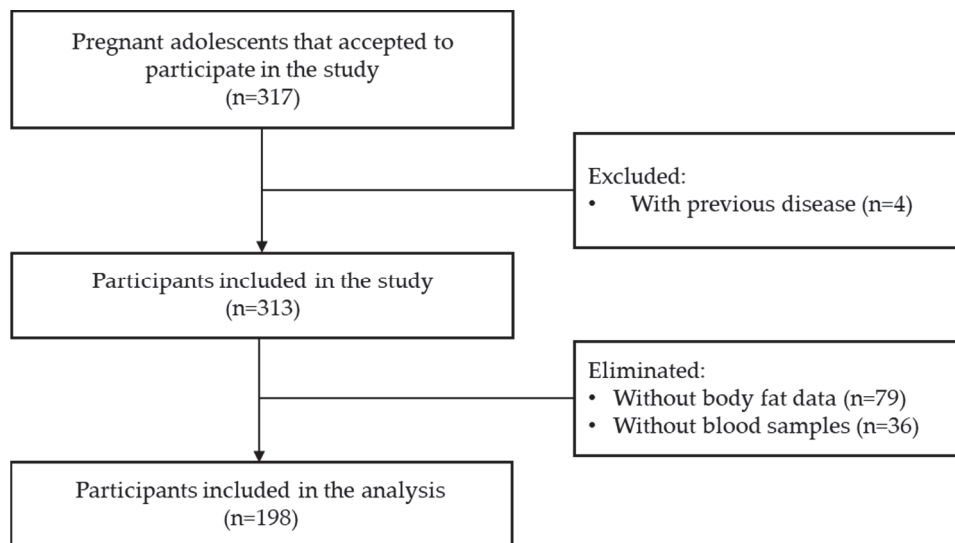 Pregnant adolescents that accepted to
participate in the study
(n=317)
Excluded:
• With previous disease (n=4)
Participants included in the study
(n=313)
Eliminated:
• Without body fat data (n=79)
• Without blood samples (n=36)
Participants included in the analysis
(n=198)